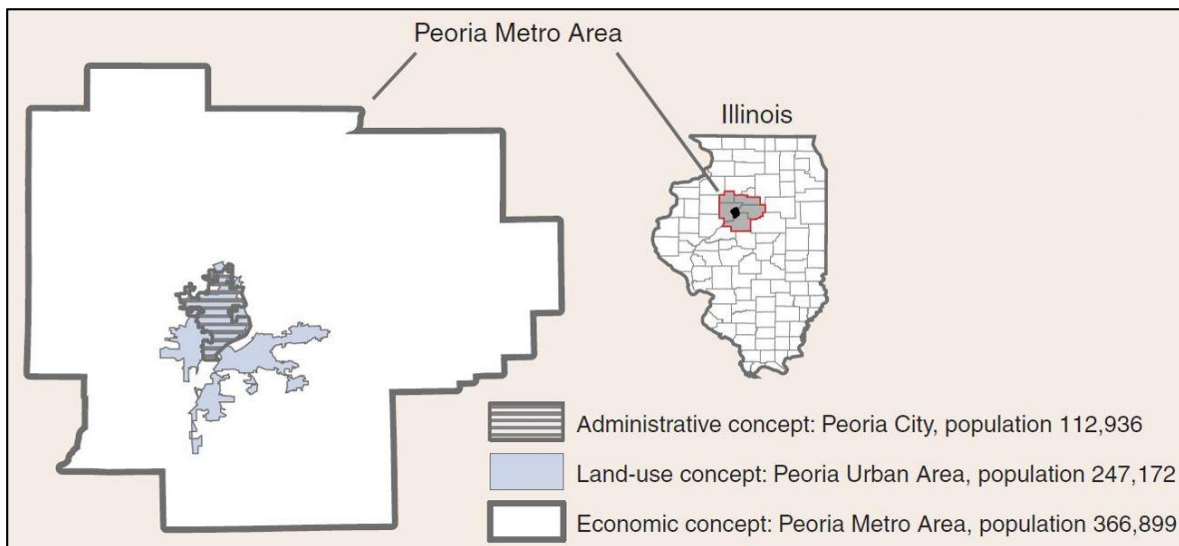 Peoria Metro Area
Illinois
Administrative concept: Peoria City, population 112,936
Land-use concept: Peoria Urban Area, population 247,172
Economic concept: Peoria Metro Area, population 366,899